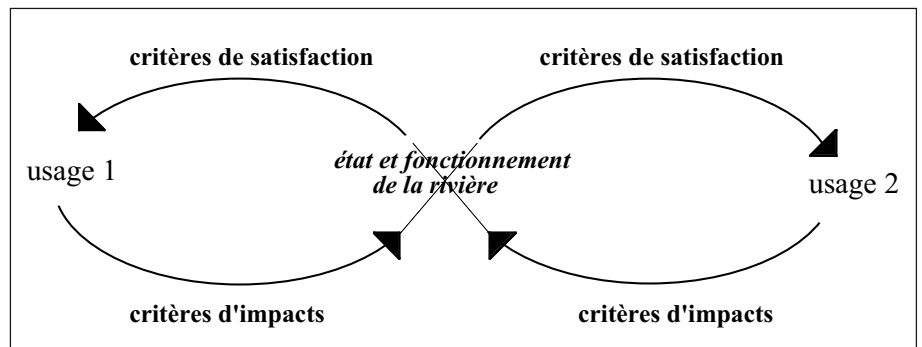 critères de satisfaction
critères de satisfaction
usage 1
état et fonctionnement
de la rivière
usage 2
critères d'impacts
critères d'impacts